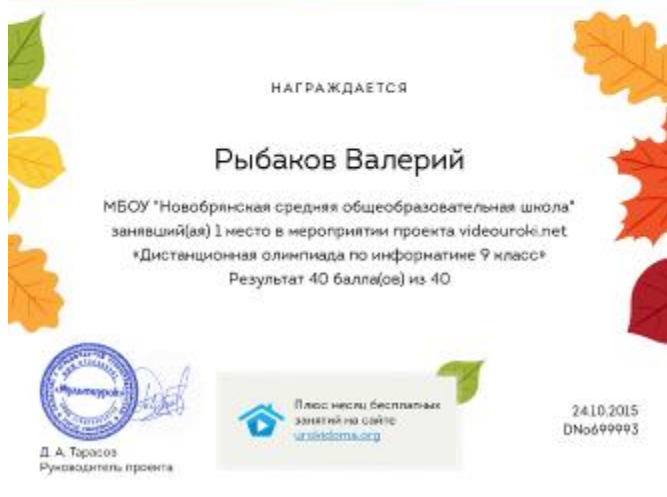 НАГРАЖДАЕТСЯ
Рыбаков Валерий
МБОУ "Новобрянская средняя общеобразовательная школа"
занявший(ая) 1 место в мероприятии проекта videouroki.net
«Дистанционная олимпиада по информатике 9 класс»
Результат 40 балла(ов) из 40
«Мультиурок»
Плюс месяц бесплатных
занятий на сайте
urokidoma.org
24.10.2015
DNo699993
Д. А. Тарасов
Руководитель проекта